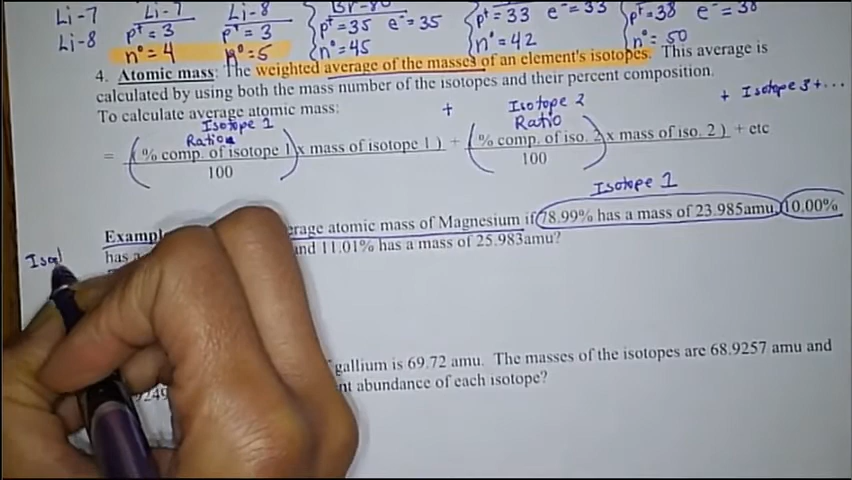 Li-7 Li-7 Li-8 Br-80
p⁺ = 3 p⁺ = 3 p⁺=35 e⁻=35 p⁺ = 33 e⁻=33 p⁺=38 e⁻=38
Li-8 n°=4 n°=5 n°=45 n°=42 n°=50
4. Atomic mass: The weighted average of the masses of an element's isotopes. This average is
calculated by using both the mass number of the isotopes and their percent composition.
To calculate average atomic mass:
Isotope 1 + Isotope 2 + Isotope 3+...
Ratio Ratio
= (% comp. of isotope 1 x mass of isotope 1 ) + (% comp. of iso. 2 x mass of iso. 2 ) + etc
100 100
Isotope 1
Example average atomic mass of Magnesium if 78.99% has a mass of 23.985amu, 10.00%
has a and 11.01% has a mass of 25.983amu?
Iso
gallium is 69.72 amu. The masses of the isotopes are 68.9257 amu and
abundance of each isotope?